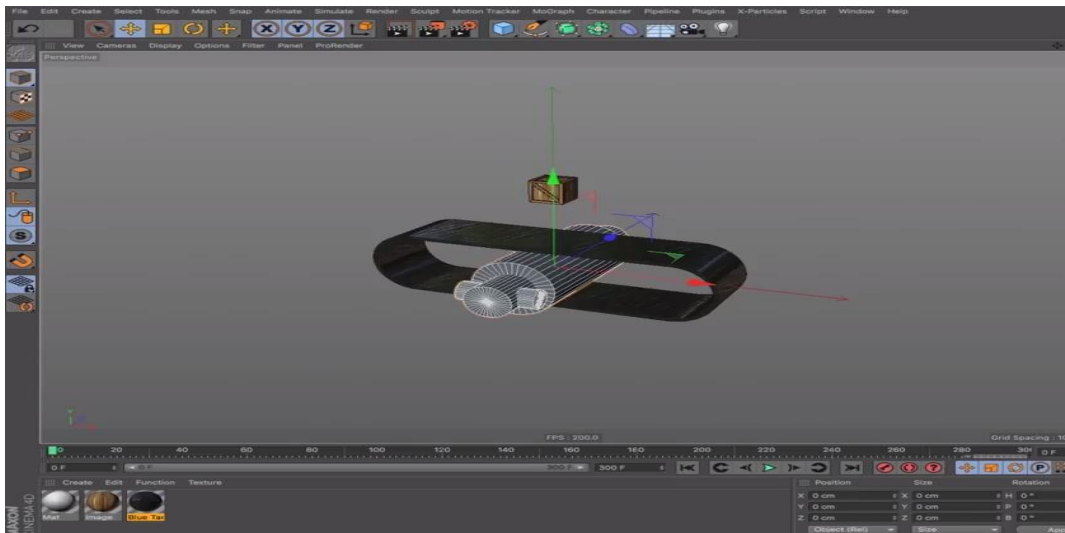 File Edit Create Select Tools Mesh Snap Animate Simulate Render Sculpt Motion Tracker MoGraph Character Pipeline Plugins X-Particles Script Window Help
X Y Z
View Cameras Display Options Filter Panel ProRender
Perspective
S
Y
FPS : 200.0
Grid Spacing : 10
0 20 40 60 80 100 120 140 160 180 200 220 240 260 280 30 0 F
0 F 0 F 300 F 300 F P
Create Edit Function Texture
Position Size Rotation
Mat Image Blue Tar
X 0 cm X 0 cm H 0 °
Y 0 cm Y 0 cm P 0 °
Z 0 cm Z 0 cm B 0 °
Object (Rel) Size App
MAXON
CINEMA 4D